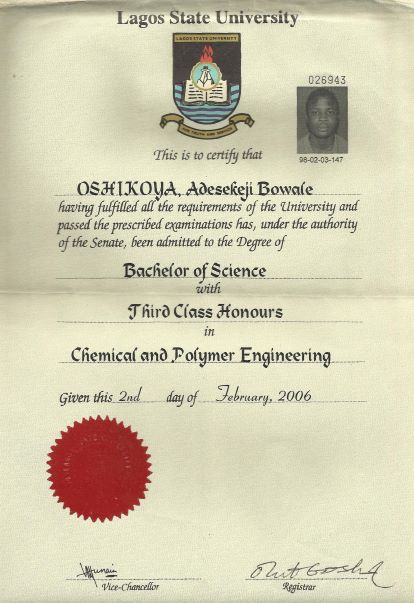 Lagos State University
LAGOS STATE UNIVERSITY
FOR TRUTH AND SERVICE
026943
98-02-03-147
This is to certify that
OSHIKOYA, Adesekeji Bowale
having fulfilled all the requirements of the University and
passed the prescribed examinations has, under the authority
of the Senate, been admitted to the Degree of
Bachelor of Science
with
Third Class Honours
in
Chemical and Polymer Engineering
Given this 2nd day of February, 2006
Vice-Chancellor
Registrar